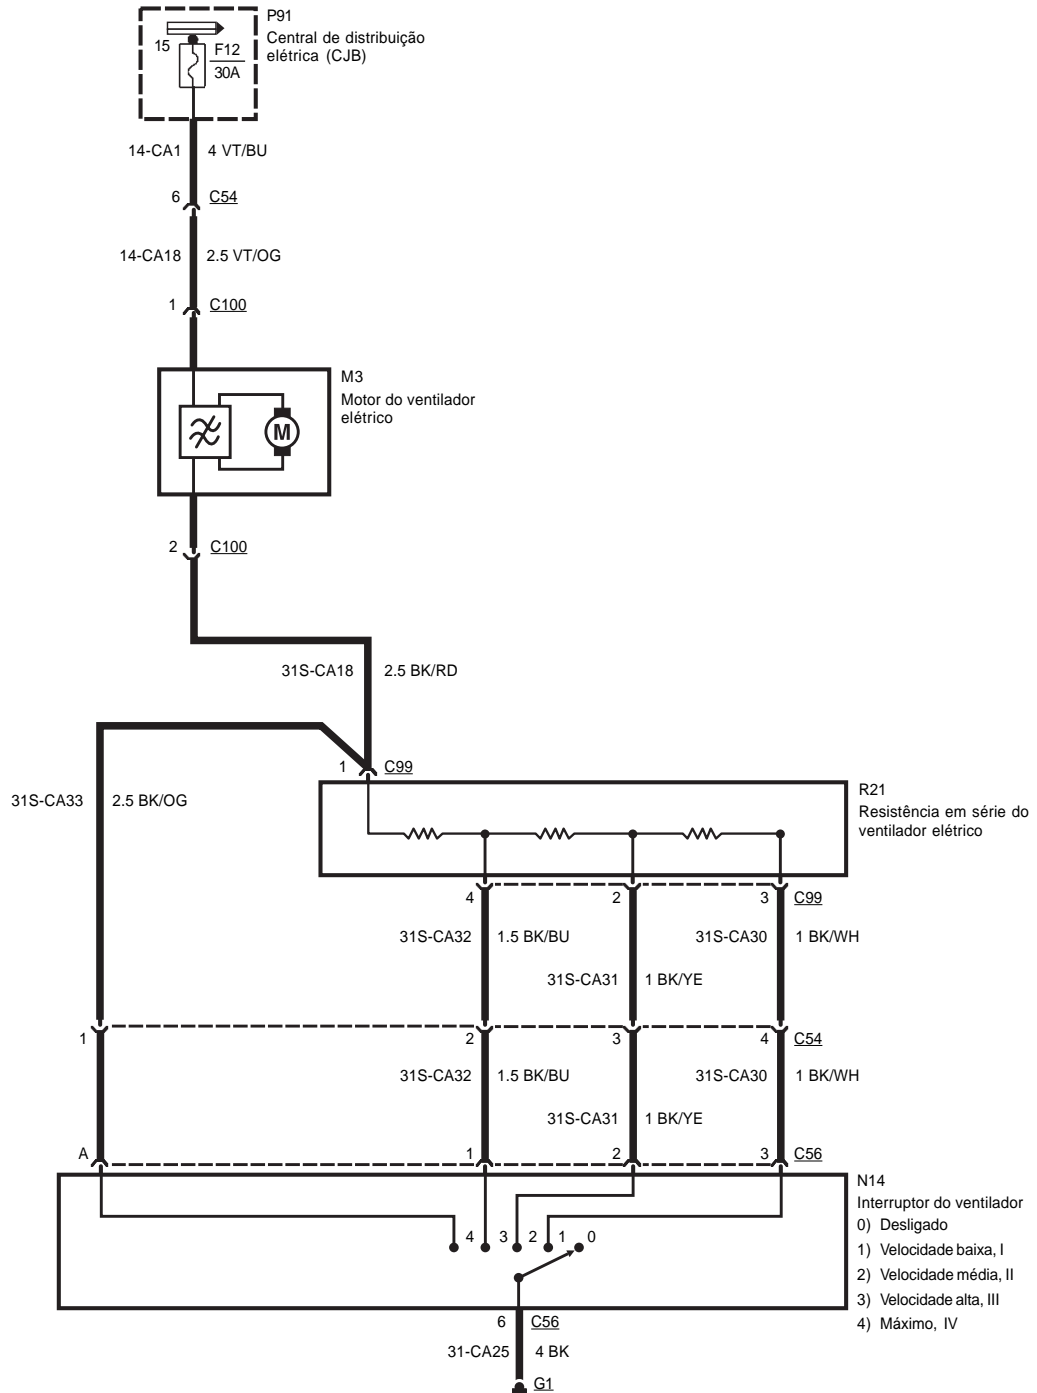 P91
Central de distribuição
elétrica (CJB)
15
F12
30A
14-CA1 4 VT/BU
6 C54
14-CA18 2.5 VT/OG
1 C100
M3
Motor do ventilador
elétrico
M
2 C100
31S-CA18 2.5 BK/RD
1 C99
31S-CA33 2.5 BK/OG
R21
Resistência em série do
ventilador elétrico
4 2 3 C99
31S-CA32 1.5 BK/BU 31S-CA30 1 BK/WH
31S-CA31 1 BK/YE
1 2 3 4 C54
31S-CA32 1.5 BK/BU 31S-CA30 1 BK/WH
31S-CA31 1 BK/YE
A 1 2 3 C56
N14
Interruptor do ventilador
0) Desligado
1) Velocidade baixa, I
2) Velocidade média, II
3) Velocidade alta, III
4) Máximo, IV
4 3 2 1 0
6 C56
31-CA25 4 BK
G1